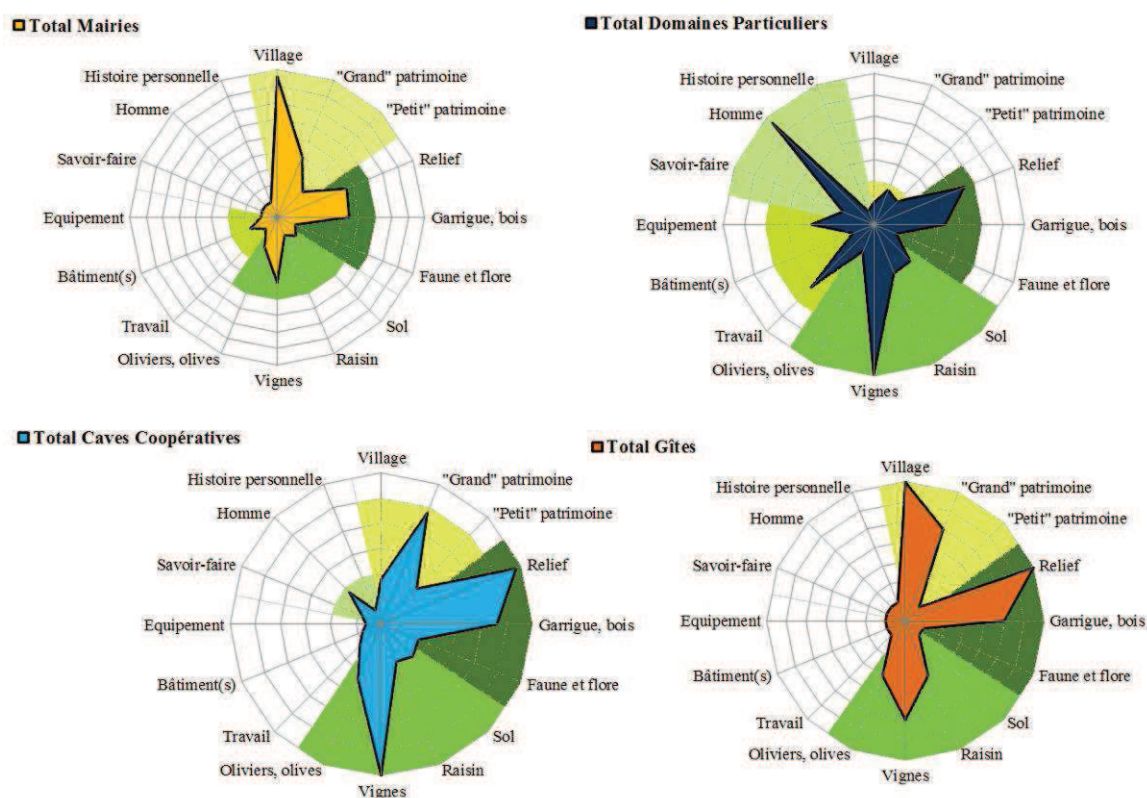 Total Mairies
Village
"Grand" patrimoine
"Petit" patrimoine
Relief
Garrigue, bois
Faune et flore
Sol
Raisin
Vignes
Oliviers, olives
Travail
Bâtiment(s)
Equipement
Savoir-faire
Homme
Histoire personnelle
Total Domaines Particuliers
Village
"Grand" patrimoine
"Petit" patrimoine
Relief
Garrigue, bois
Faune et flore
Sol
Raisin
Vignes
Oliviers, olives
Travail
Bâtiment(s)
Equipement
Savoir-faire
Homme
Histoire personnelle
Total Caves Coopératives
Village
"Grand" patrimoine
"Petit" patrimoine
Relief
Garrigue, bois
Faune et flore
Sol
Raisin
Vignes
Oliviers, olives
Travail
Bâtiment(s)
Equipement
Savoir-faire
Homme
Histoire personnelle
Total Gîtes
Village
"Grand" patrimoine
"Petit" patrimoine
Relief
Garrigue, bois
Faune et flore
Sol
Raisin
Vignes
Oliviers, olives
Travail
Bâtiment(s)
Equipement
Savoir-faire
Homme
Histoire personnelle